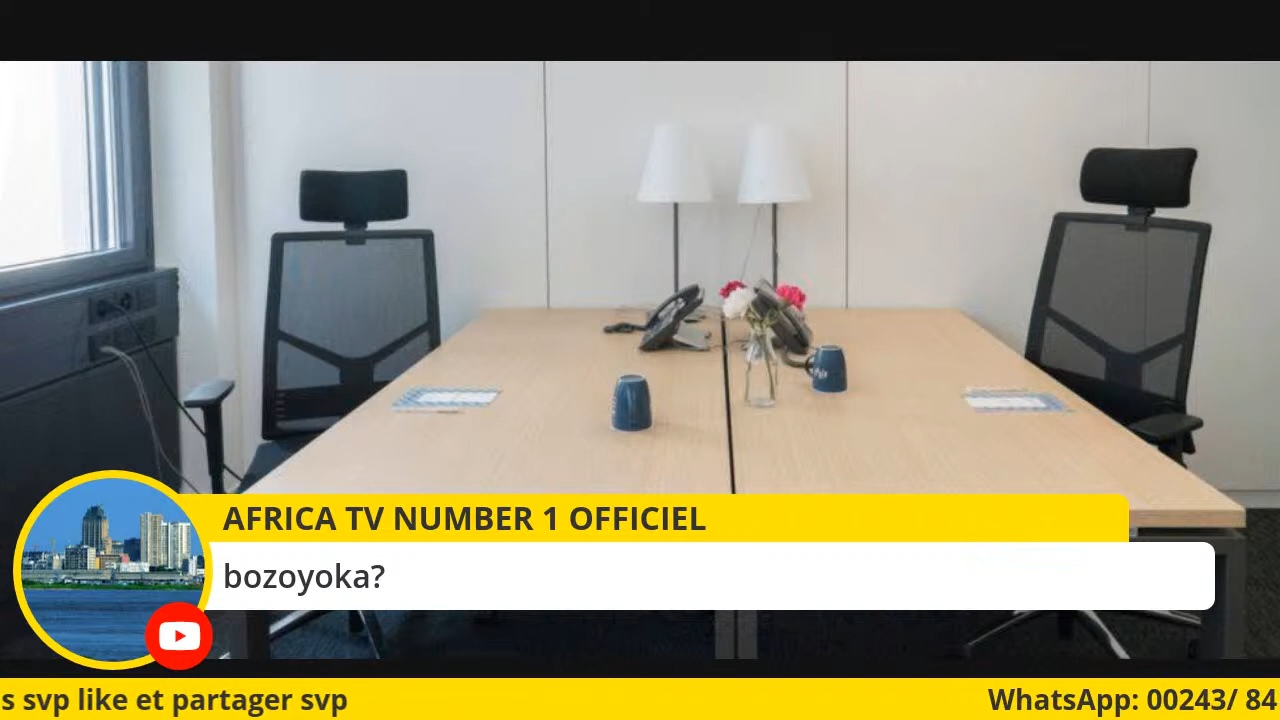 AFRICA TV NUMBER 1 OFFICIEL
bozoyoka?
s svp like et partager svp
WhatsApp: 00243/ 84